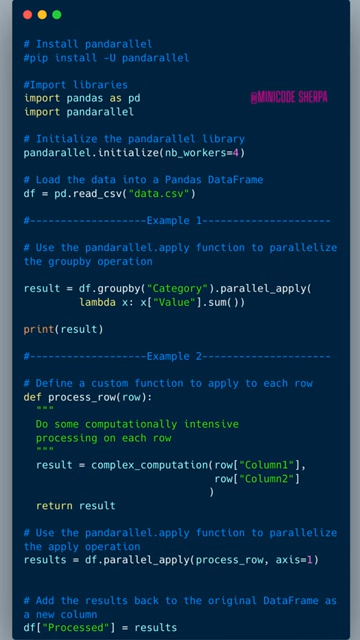 # Install pandarallel
#pip install -U pandarallel
#Import libraries
import pandas as pd
@MINICODE SHERPA
import pandarallel
# Initialize the pandarallel library
pandarallel.initialize(nb_workers=4)
# Load the data into a Pandas DataFrame
df = pd.read_csv("data.csv")
#-------------------Example 1---------------------
# Use the pandarallel.apply function to parallelize
the groupby operation
result = df.groupby("Category").parallel_apply(
lambda x: x["Value"].sum())
print(result)
#-------------------Example 2---------------------
# Define a custom function to apply to each row
def process_row(row):
"""
Do some computationally intensive
processing on each row
"""
result = complex_computation(row["Column1"],
row["Column2"]
)
return result
# Use the pandarallel.apply function to parallelize
the apply operation
results = df.parallel_apply(process_row, axis=1)
# Add the results back to the original DataFrame as
a new column
df["Processed"] = results